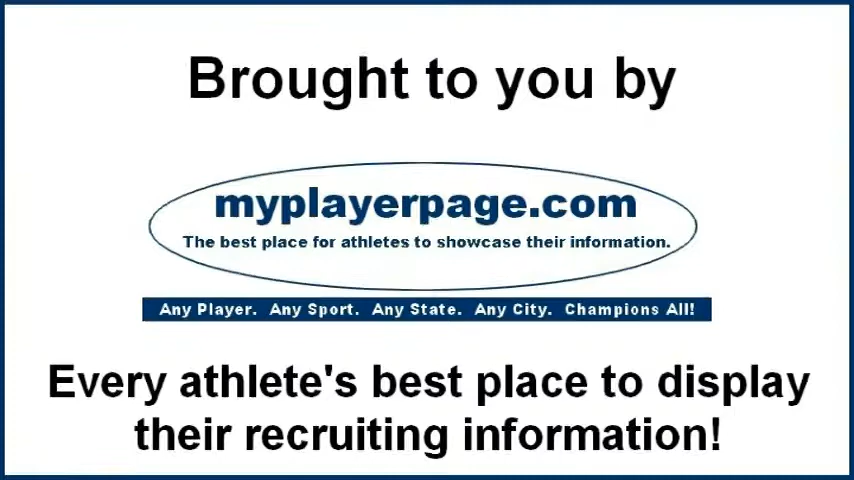 Brought to you by
myplayerpage.com
The best place for athletes to showcase their information.
Any Player. Any Sport. Any State. Any City. Champions All!
Every athlete's best place to display
their recruiting information!